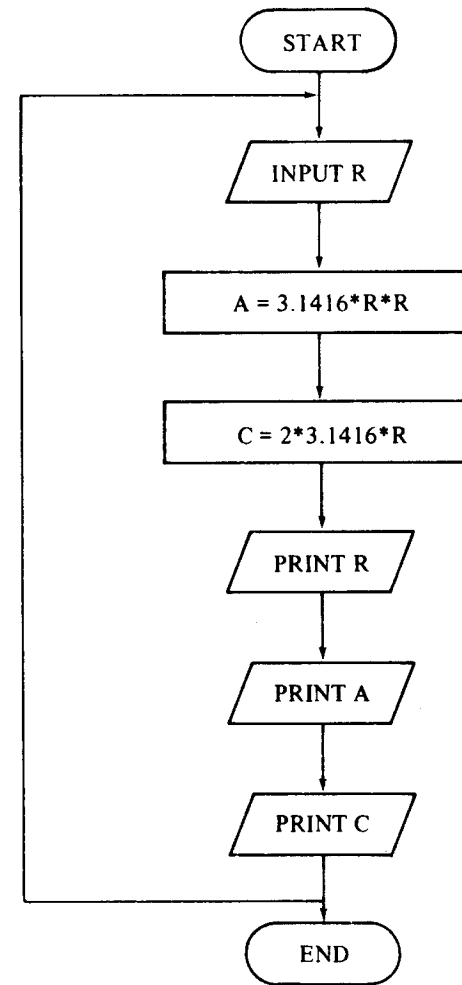 START
INPUT R
A = 3.1416*R*R
C = 2*3.1416*R
PRINT R
PRINT A
PRINT C
END